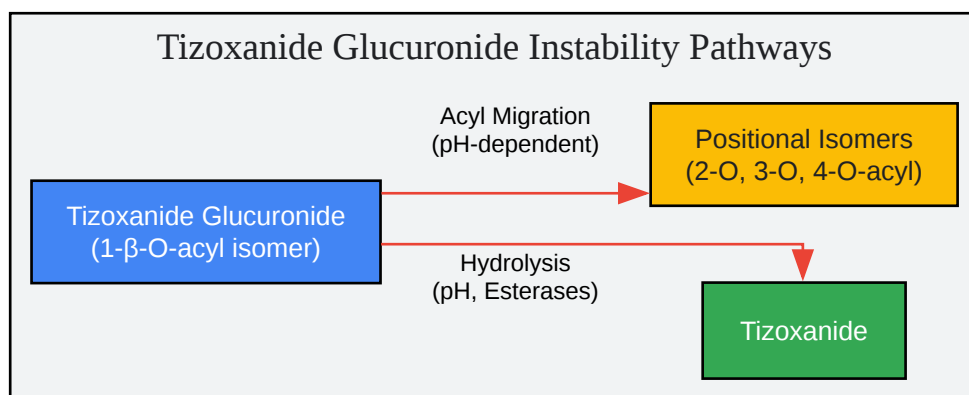 Tizoxanide Glucuronide Instability Pathways
Acyl Migration
(pH-dependent)
Positional Isomers
(2-O, 3-O, 4-O-acyl)
Tizoxanide Glucuronide
(1-β-O-acyl isomer)
Hydrolysis
(pH, Esterases)
Tizoxanide